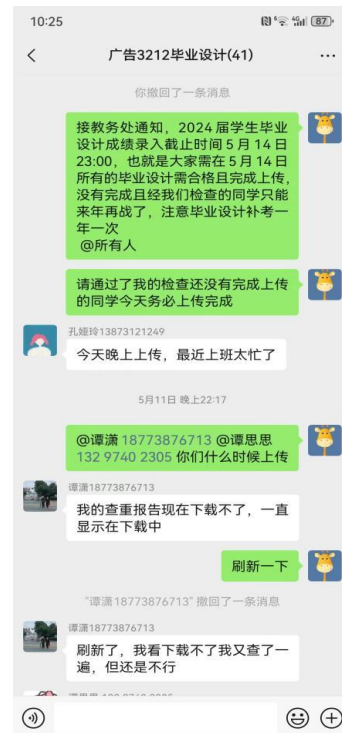 10:25
87
广告3212毕业设计(41)
你撤回了一条消息
接教务处通知，2024 届学生毕业
设计成绩录入截止时间 5 月 14 日
23:00，也就是大家需在 5 月 14 日
所有的毕业设计需合格且完成上传，
没有完成且经我们检查的同学只能
来年再战了，注意毕业设计补考一
年一次
@所有人
请通过了我的检查还没有完成上传
的同学今天务必上传完成
孔娅玲13873121249
今天晚上上传，最近上班太忙了
5月11日 晚上22:17
@谭潇 18773876713 @谭思思
132 9740 2305 你们什么时候上传
谭潇18773876713
我的查重报告现在下载不了，一直
显示在下载中
刷新一下
"谭潇18773876713" 撤回了一条消息
谭潇18773876713
刷新了，我看下载不了我又查了一
遍，但还是不行